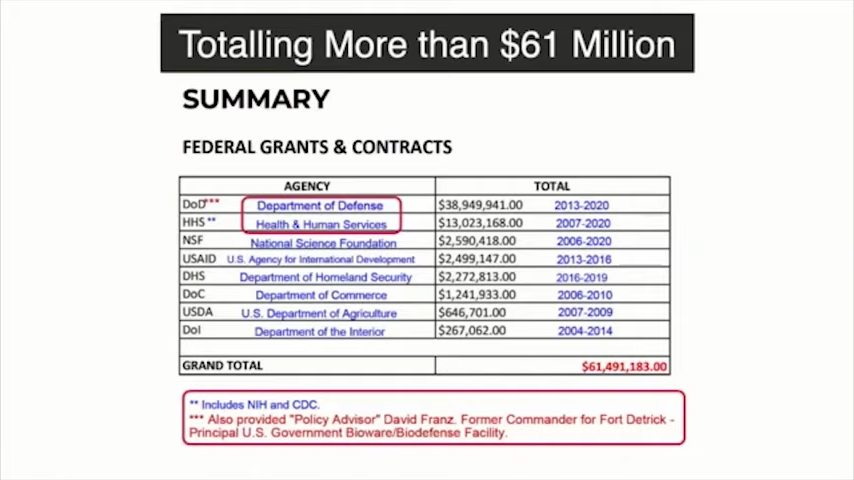 Totalling More than $61 Million
SUMMARY
FEDERAL GRANTS & CONTRACTS
AGENCY TOTAL
DoD*** Department of Defense $38,949,941.00 2013-2020
HHS** Health & Human Services $13,023,168.00 2007-2020
NSF National Science Foundation $2,590,418.00 2006-2020
USAID U.S. Agency for International Development $2,499,147.00 2013-2016
DHS Department of Homeland Security $2,272,813.00 2016-2019
DoC Department of Commerce $1,241,933.00 2006-2010
USDA U.S. Department of Agriculture $646,701.00 2007-2009
DoI Department of the Interior $267,062.00 2004-2014
GRAND TOTAL $61,491,183.00
** Includes NIH and CDC.
*** Also provided "Policy Advisor" David Franz. Former Commander for Fort Detrick -
Principal U.S. Government Bioware/Biodefense Facility.